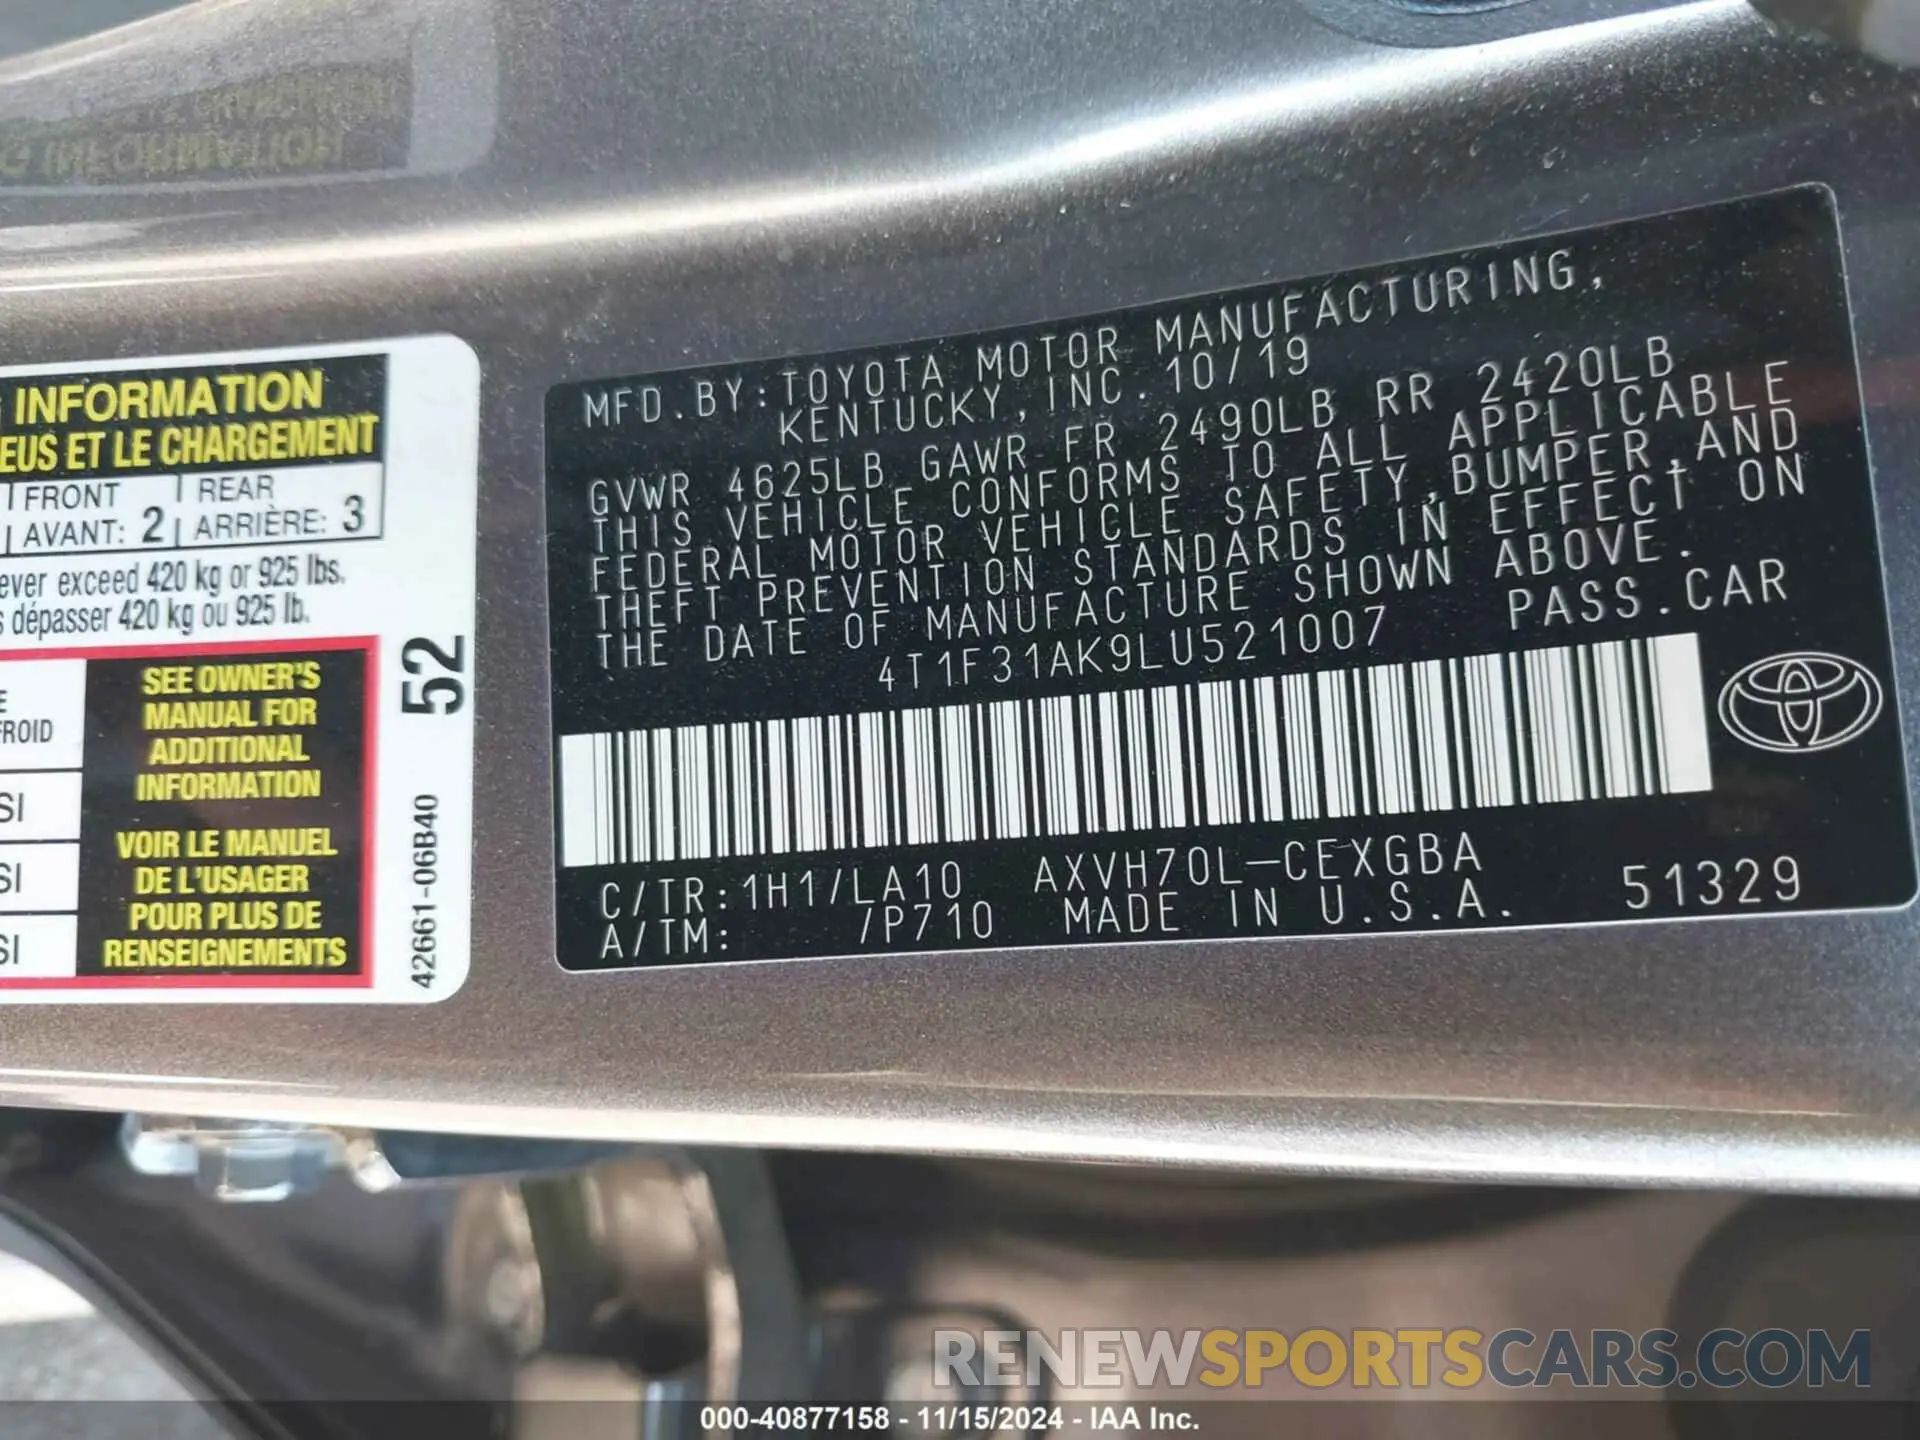 INFORMATION
EUS ET LE CHARGEMENT
FRONT REAR
AVANT: 2 ARRIÈRE: 3
ever exceed 420 kg or 925 lbs.
s dépasser 420 kg ou 925 lb.
FROID
SI
SI
SI
SEE OWNER'S
MANUAL FOR
ADDITIONAL
INFORMATION
VOIR LE MANUEL
DE L'USAGER
POUR PLUS DE
RENSEIGNEMENTS
52
42661-06B40
MFD.BY:TOYOTA MOTOR MANUFACTURING,
KENTUCKY,INC. 10/19
GVWR 4625LB GAWR FR 2490LB RR 2420LB
THIS VEHICLE CONFORMS TO ALL APPLICABLE
FEDERAL MOTOR VEHICLE SAFETY,BUMPER,AND
THEFT PREVENTION STANDARDS IN EFFECT ON
THE DATE OF MANUFACTURE SHOWN ABOVE.
4T1F31AK9LU521007 PASS.CAR
C/TR:1H1/LA10 AXVH70L-CEXGBA
A/TM: /P710 MADE IN U.S.A. 51329
RENEWSPORTSCARS.COM
000-40877158 - 11/15/2024 - IAA Inc.